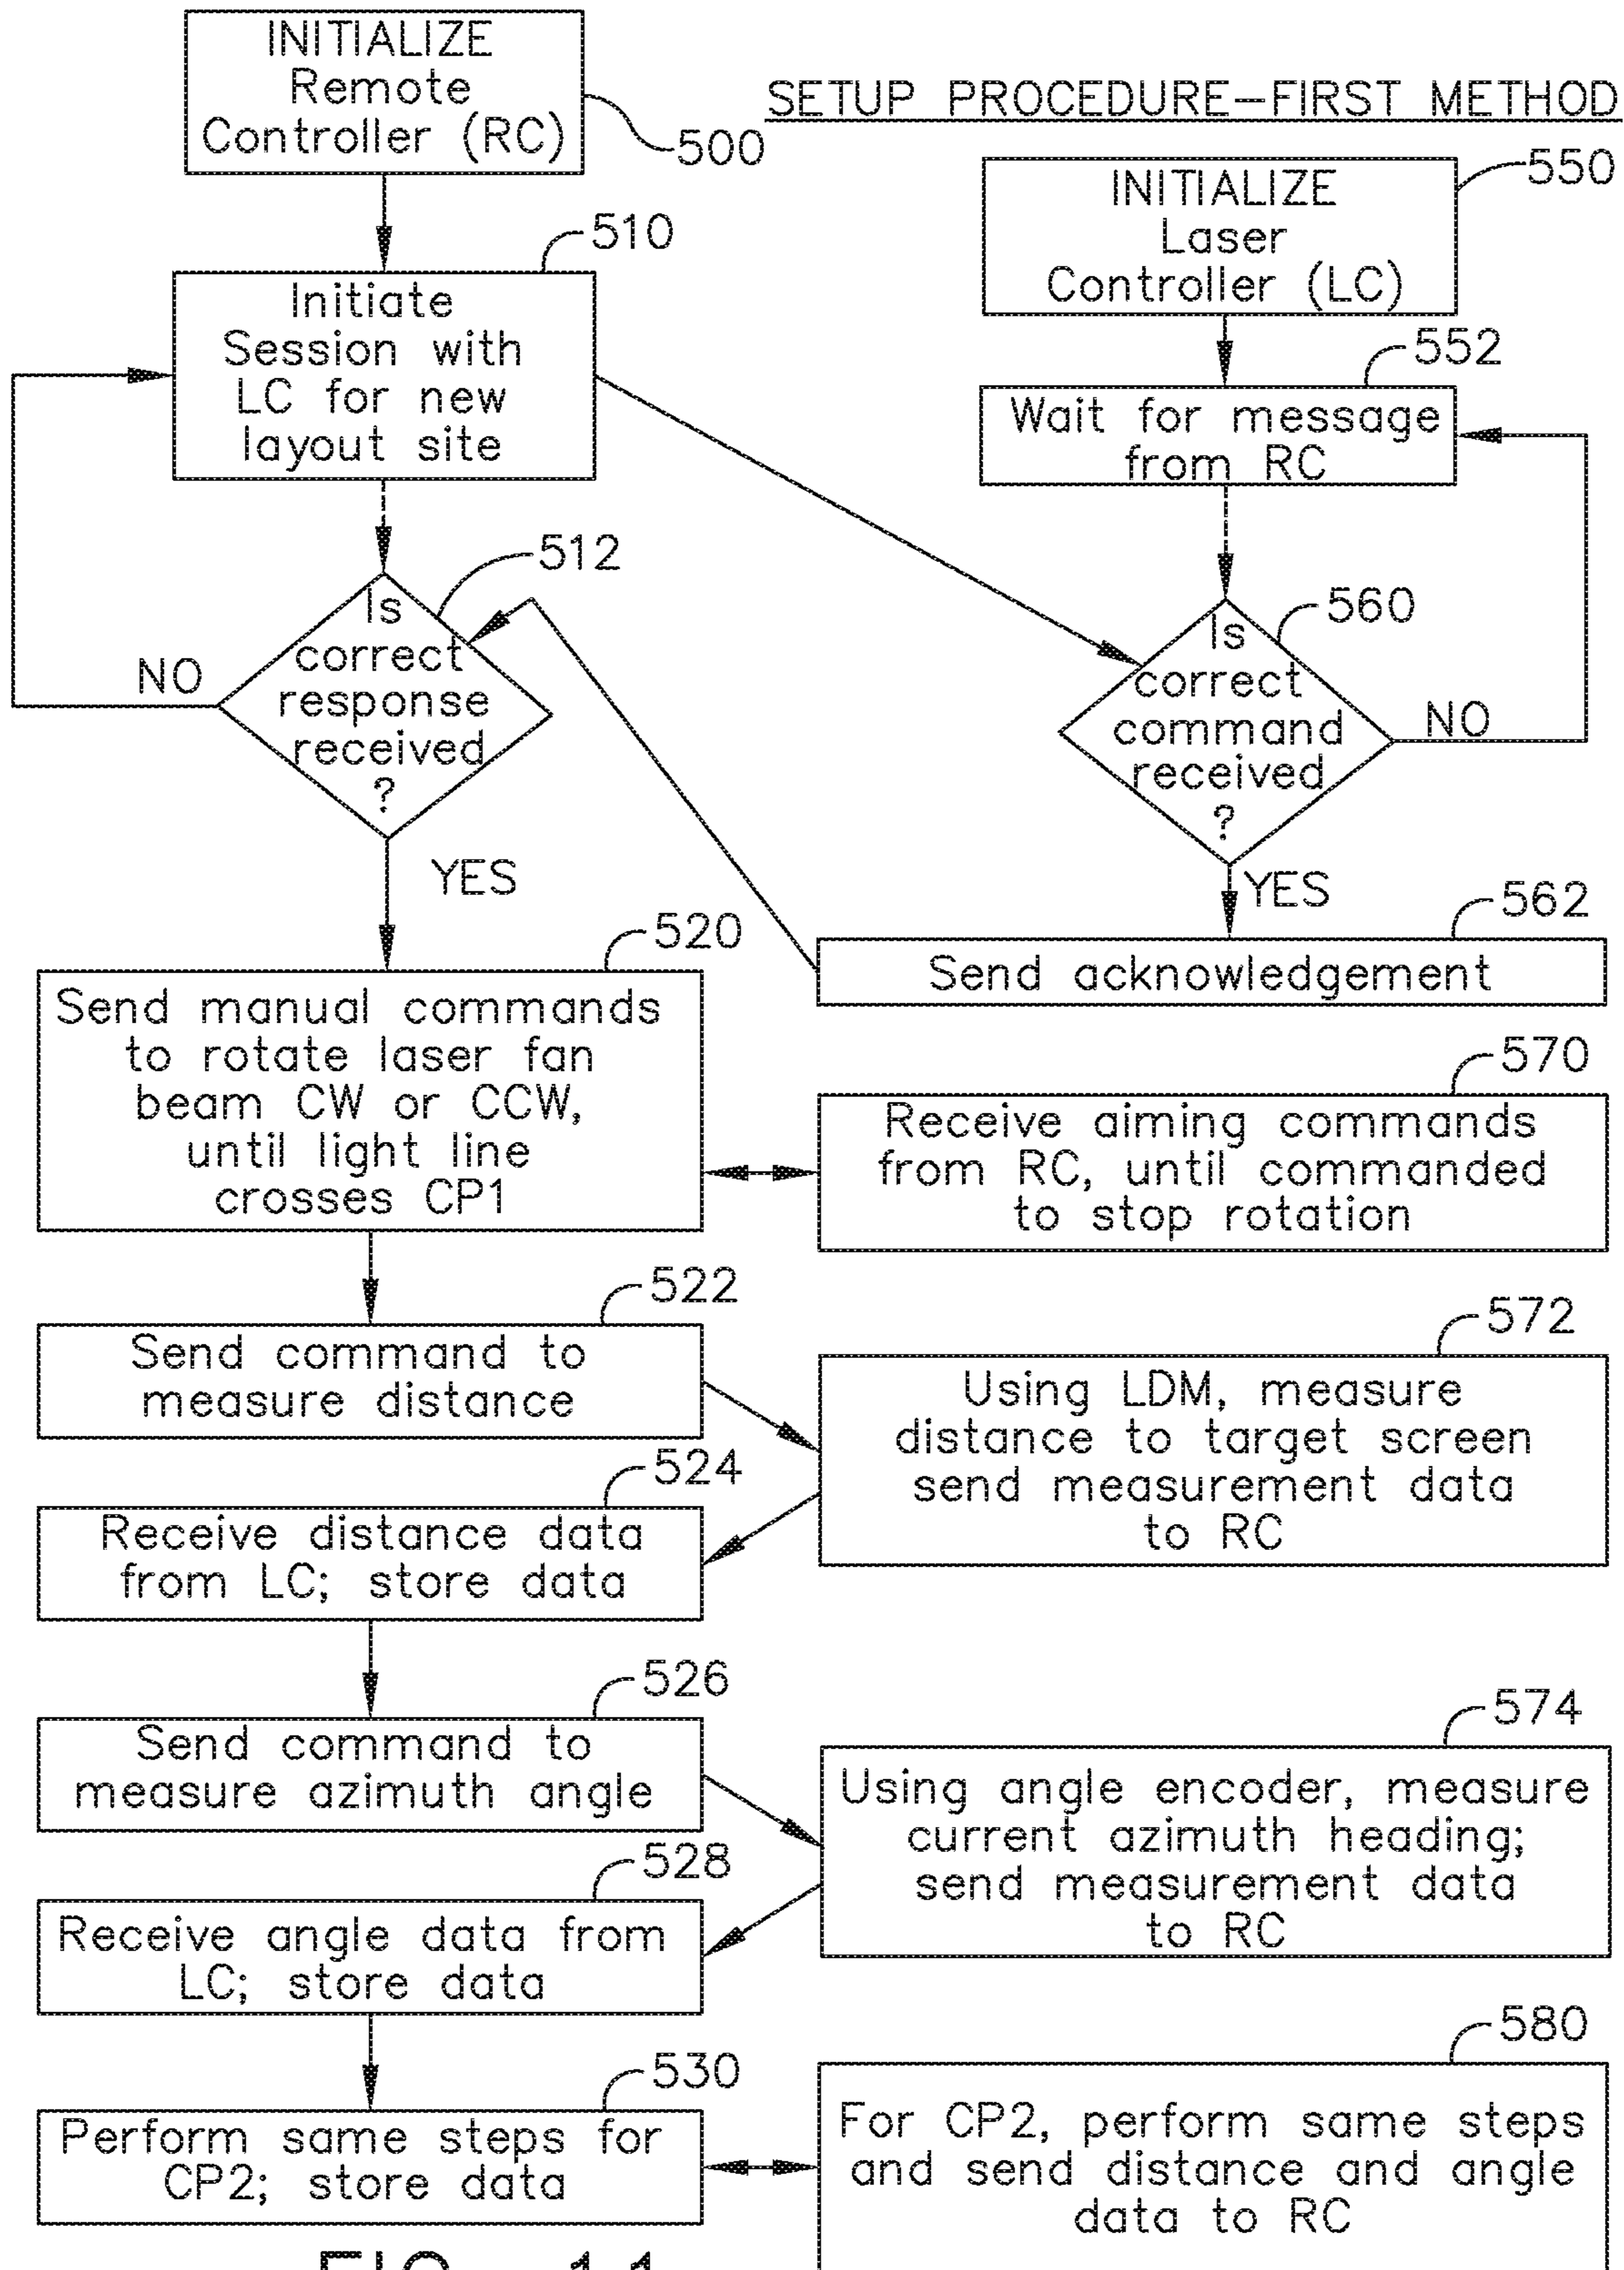 INITIALIZE
Remote
Controller (RC)
500
SETUP PROCEDURE-FIRST METHOD
550
INITIALIZE
Laser
Controller (LC)
510
Initiate
Session with
LC for new
layout site
552
Wait for message
from RC
512
Is
correct
response
received
?
NO
YES
560
Is
correct
command
received
?
NO
YES
562
Send acknowledgement
520
Send manual commands
to rotate laser fan
beam CW or CCW,
until light line
crosses CP1
570
Receive aiming commands
from RC, until commanded
to stop rotation
522
Send command to
measure distance
572
Using LDM, measure
distance to target screen
send measurement data
to RC
524
Receive distance data
from LC; store data
526
Send command to
measure azimuth angle
574
Using angle encoder, measure
current azimuth heading;
send measurement data
to RC
528
Receive angle data from
LC; store data
530
Perform same steps for
CP2; store data
580
For CP2, perform same steps
and send distance and angle
data to RC